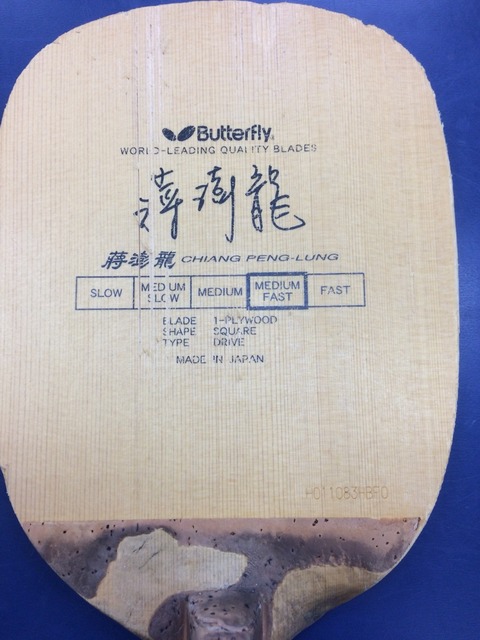 Butterfly
WORLD-LEADING QUALITY BLADES
蔣澎龍
蔣澎龍 CHIANG PENG-LUNG
SLOW MEDIUM SLOW MEDIUM MEDIUM FAST FAST
BLADE 1-PLYWOOD
SHAPE SQUARE
TYPE DRIVE
MADE IN JAPAN